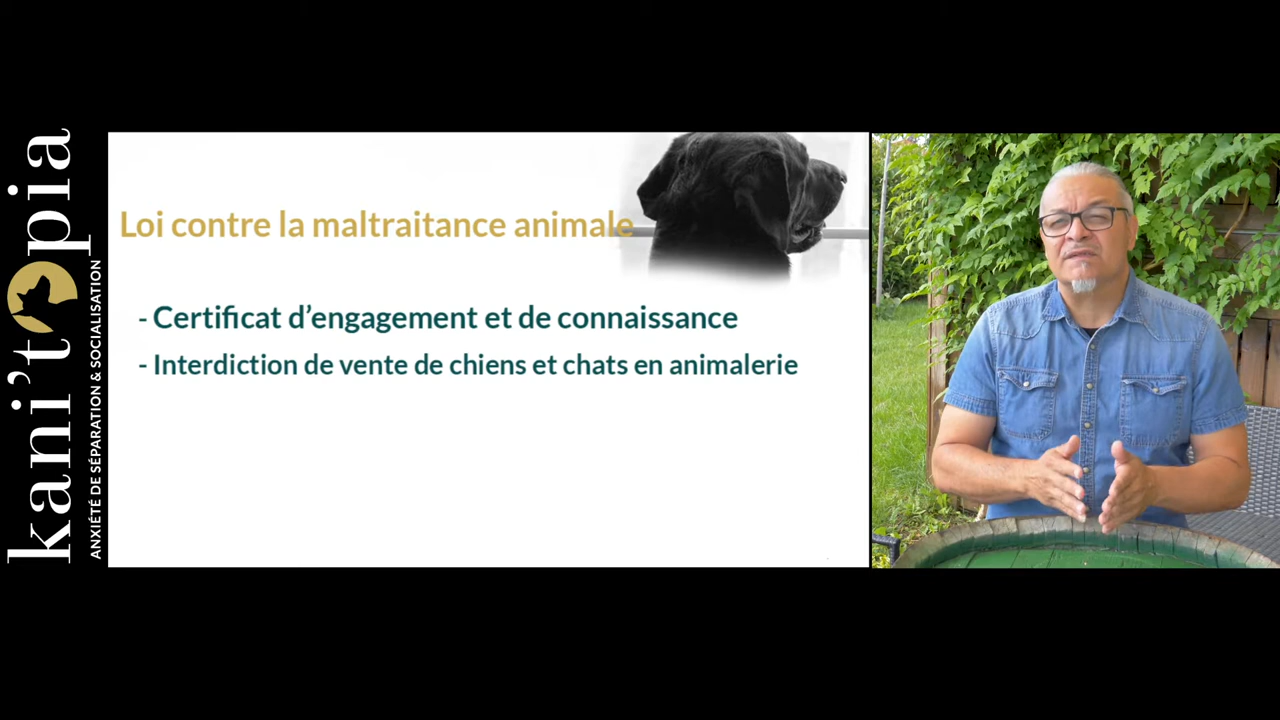 kani't pia
ANXIÉTÉ DE SÉPARATION & SOCIALISATION
Loi contre la maltraitance animale
- Certificat d'engagement et de connaissance
- Interdiction de vente de chiens et chats en animalerie